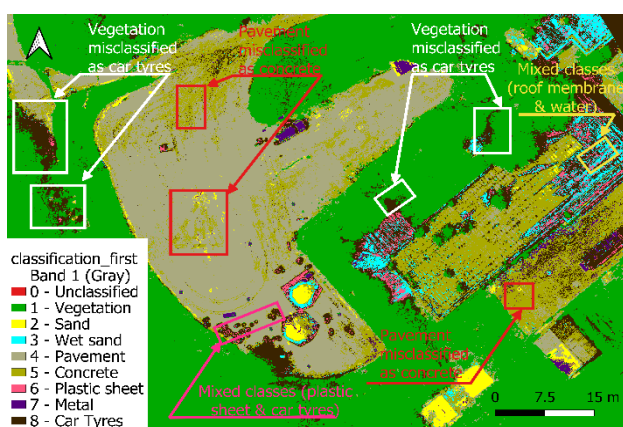 Vegetation
misclassified
as car tyres
Pavement
misclassified
as concrete
Vegetation
misclassified
as car tyres
Mixed classes
(roof membrane
& water)
classification_first
Band 1 (Gray)
0 - Unclassified
1 - Vegetation
2 - Sand
3 - Wet sand
4 - Pavement
5 - Concrete
6 - Plastic sheet
7 - Metal
8 - Car Tyres
Mixed classes (plastic
sheet & car tyres)
Pavement
misclassified
as concrete
0 7.5 15 m